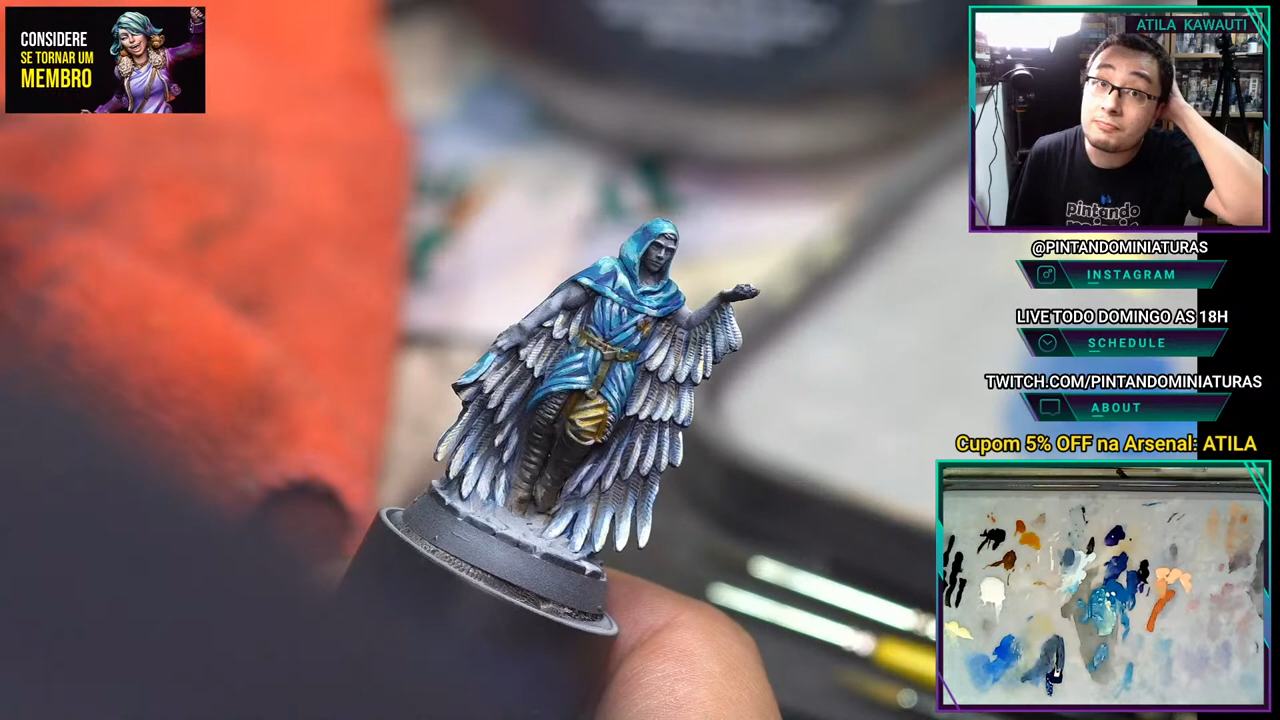 CONSIDERE
SE TORNAR UM
MEMBRO
ATILA KAWAUTI
pintando
@PINTANDOMINIATURAS
INSTAGRAM
LIVE TODO DOMINGO AS 18H
SCHEDULE
TWITCH.COM/PINTANDOMINIATURAS
ABOUT
Cupom 5% OFF na Arsenal: ATILA